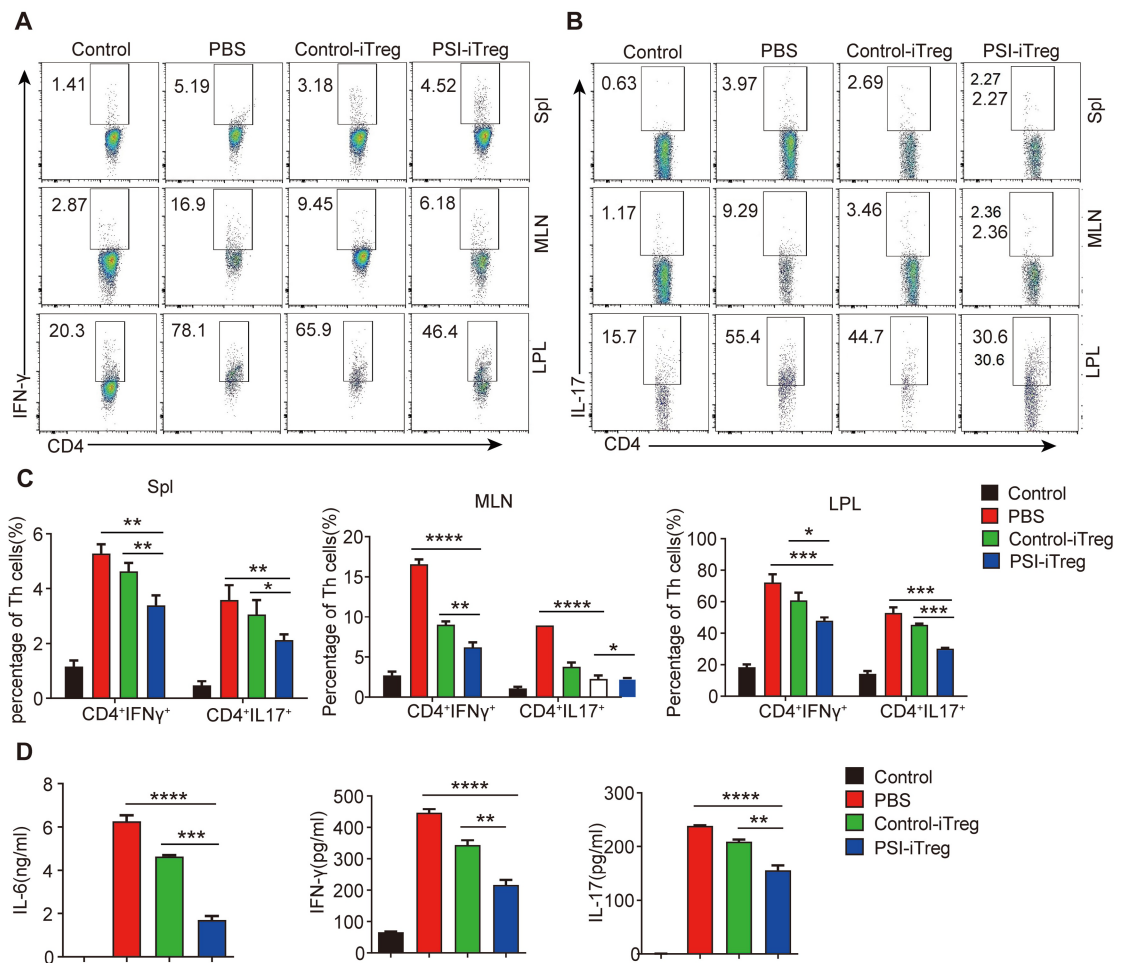 A
Control PBS Control-iTreg PSI-iTreg
1.41 5.19 3.18 4.52 Spl
2.87 16.9 9.45 6.18 MLN
20.3 78.1 65.9 46.4 LPL
IFN-γ
CD4
B
Control PBS Control-iTreg PSI-iTreg
0.63 3.97 2.69 2.27 Spl
2.27
1.17 9.29 3.46 2.36 MLN
2.36
15.7 55.4 44.7 30.6 LPL
30.6
IL-17
CD4
C
Spl
percentage of Th cells(%)
6
4
2
0
** ** ** *
CD4⁺IFNγ⁺ CD4⁺IL17⁺
MLN
Percentage of Th cells(%)
20
15
10
5
0
**** ** **** *
CD4⁺IFNγ⁺ CD4⁺IL17⁺
LPL
Percentage of Th cells(%)
100
80
60
40
20
0
* *** *** ***
CD4⁺IFNγ⁺ CD4⁺IL17⁺
Control
PBS
Control-iTreg
PSI-iTreg
D
IL-6(ng/ml)
8
6
4
2
0
****
***
IFN-γ(pg/ml)
500
400
300
200
100
0
****
**
IL-17(pg/ml)
300
200
100
0
****
**
Control
PBS
Control-iTreg
PSI-iTreg